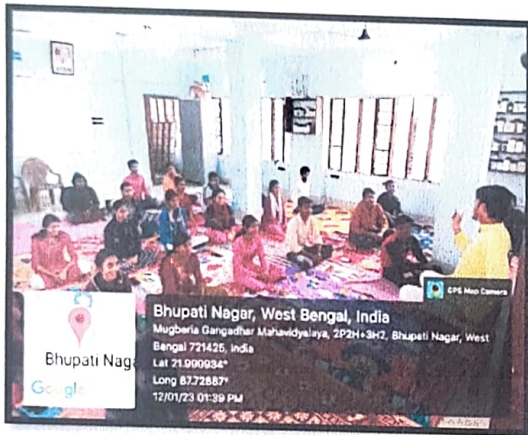 GPS Map Camera
Bhupati Nagar, West Bengal, India
Mugberia Gangadhar Mahavidyalaya, 2P2H+3H2, Bhupati Nagar, West
Bengal 721425, India
Lat 21.990934°
Long 87.72887°
12/01/23 01:39 PM
Bhupati Naga
Google